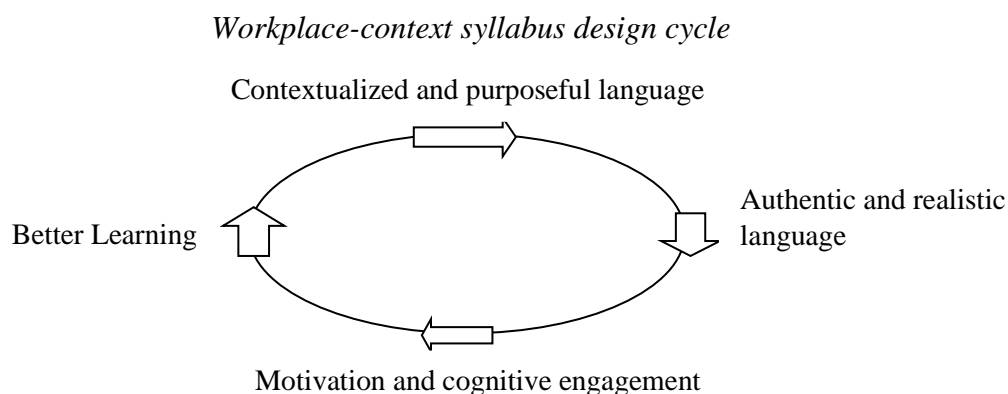 Workplace-context syllabus design cycle
Contextualized and purposeful language
Authentic and realistic
language
Better Learning
Motivation and cognitive engagement